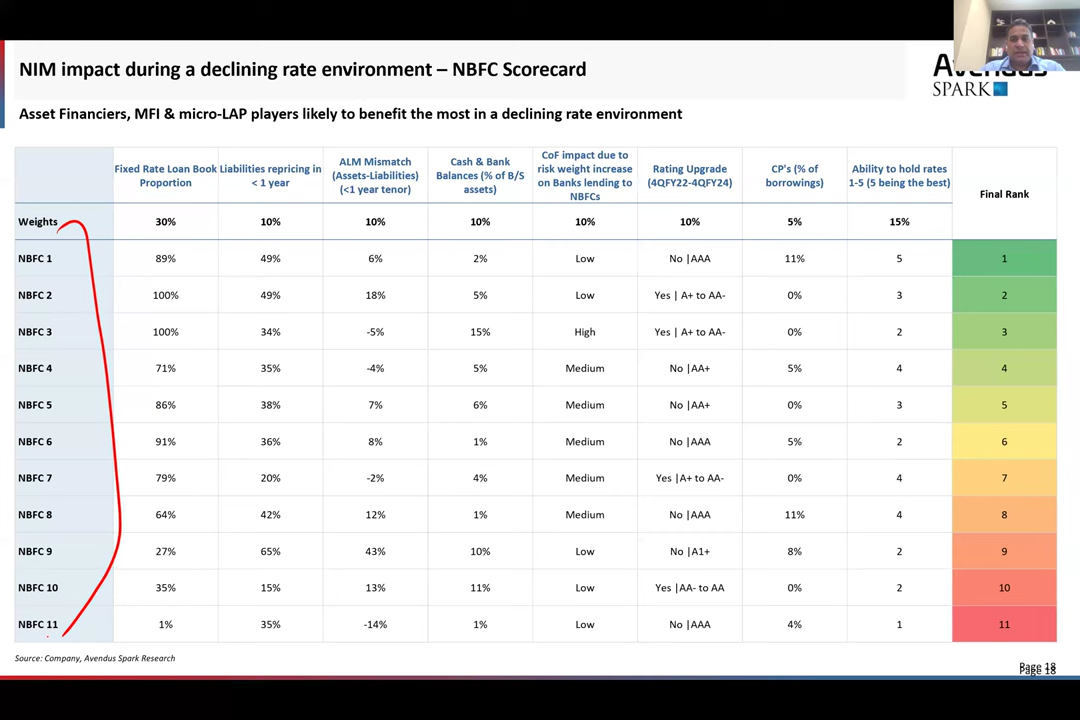 NIM impact during a declining rate environment – NBFC Scorecard
Avendus
SPARK
Asset Financiers, MFI & micro-LAP players likely to benefit the most in a declining rate environment
Fixed Rate Loan Book Proportion Liabilities repricing in < 1 year ALM Mismatch (Assets-Liabilities) (<1 year tenor) Cash & Bank Balances (% of B/S assets) CoF impact due to risk weight increase on Banks lending to NBFCs Rating Upgrade (4QFY22-4QFY24) CP's (% of borrowings) Ability to hold rates 1-5 (5 being the best) Final Rank
Weights 30% 10% 10% 10% 10% 10% 5% 15%
NBFC 1 89% 49% 6% 2% Low No |AAA 11% 5 1
NBFC 2 100% 49% 18% 5% Low Yes | A+ to AA- 0% 3 2
NBFC 3 100% 34% -5% 15% High Yes | A+ to AA- 0% 2 3
NBFC 4 71% 35% -4% 5% Medium No |AA+ 5% 4 4
NBFC 5 86% 38% 7% 6% Medium No |AA+ 0% 3 5
NBFC 6 91% 36% 8% 1% Medium No |AAA 5% 2 6
NBFC 7 79% 20% -2% 4% Medium Yes |A+ to AA- 0% 4 7
NBFC 8 64% 42% 12% 1% Medium No |AAA 11% 4 8
NBFC 9 27% 65% 43% 10% Low No |A1+ 8% 2 9
NBFC 10 35% 15% 13% 11% Low Yes |AA- to AA 0% 2 10
NBFC 11 1% 35% -14% 1% Low No |AAA 4% 1 11
Source: Company, Avendus Spark Research
Page 18
Page 18